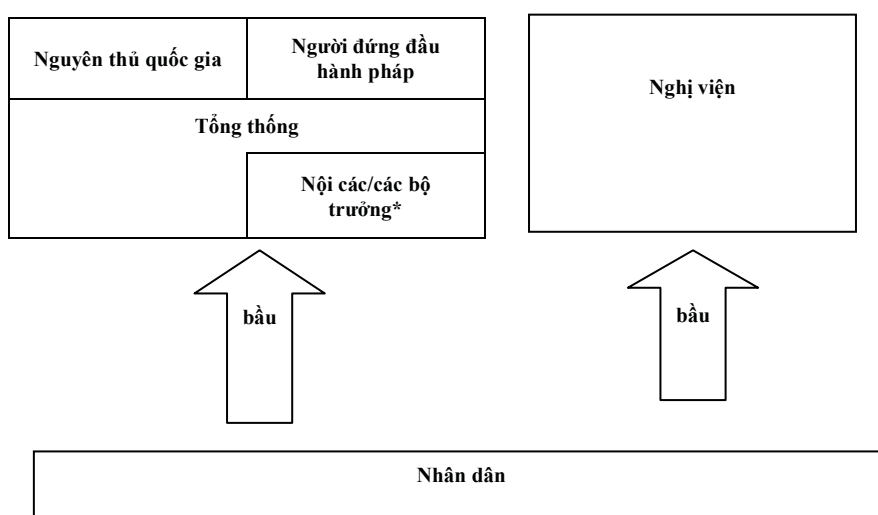 Nguyên thủ quốc gia
Người đứng đầu
hành pháp
Nghị viện
Tổng thống
Nội các/các bộ
trưởng*
bầu
bầu
Nhân dân